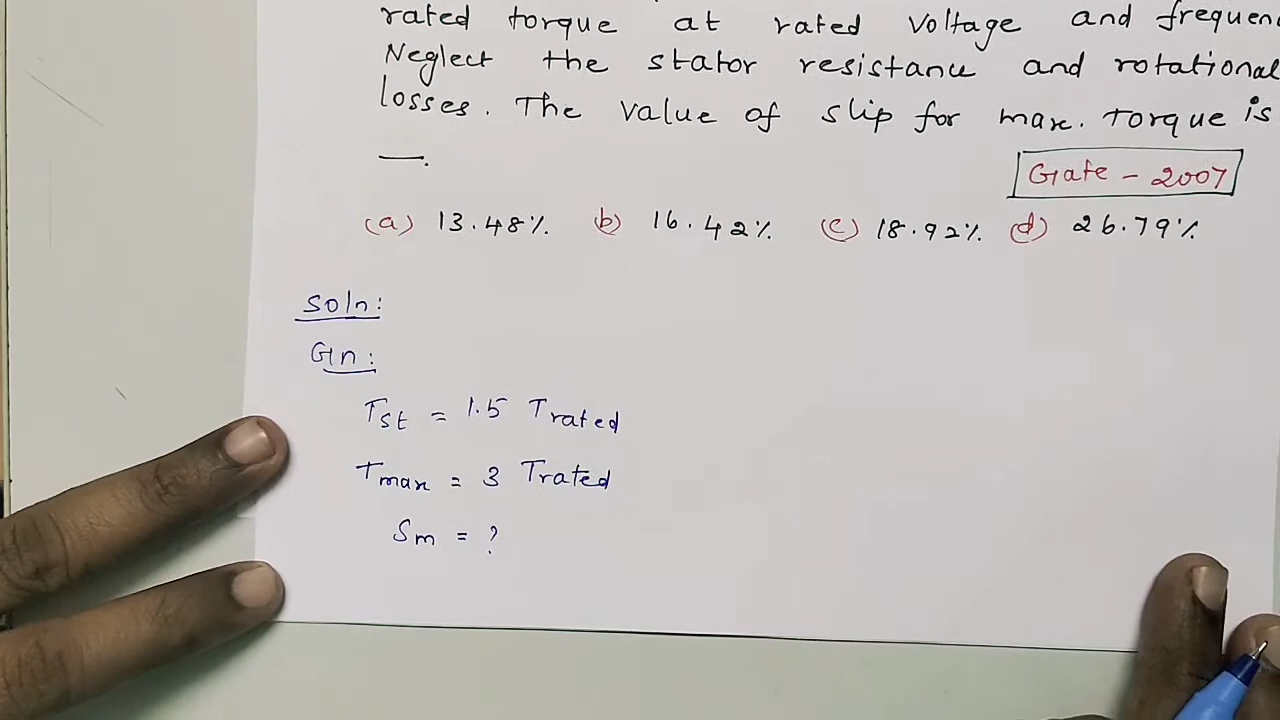 rated torque at rated voltage and frequen
Neglect the stator resistance and rotational
losses. The value of slip for max. torque is
—.
Gate - 2007
(a) 13.48% (b) 16.42% (c) 18.92% (d) 26.79%
Soln:
Gn:
Tst = 1.5 Trated
Tmax = 3 Trated
Sm = ?